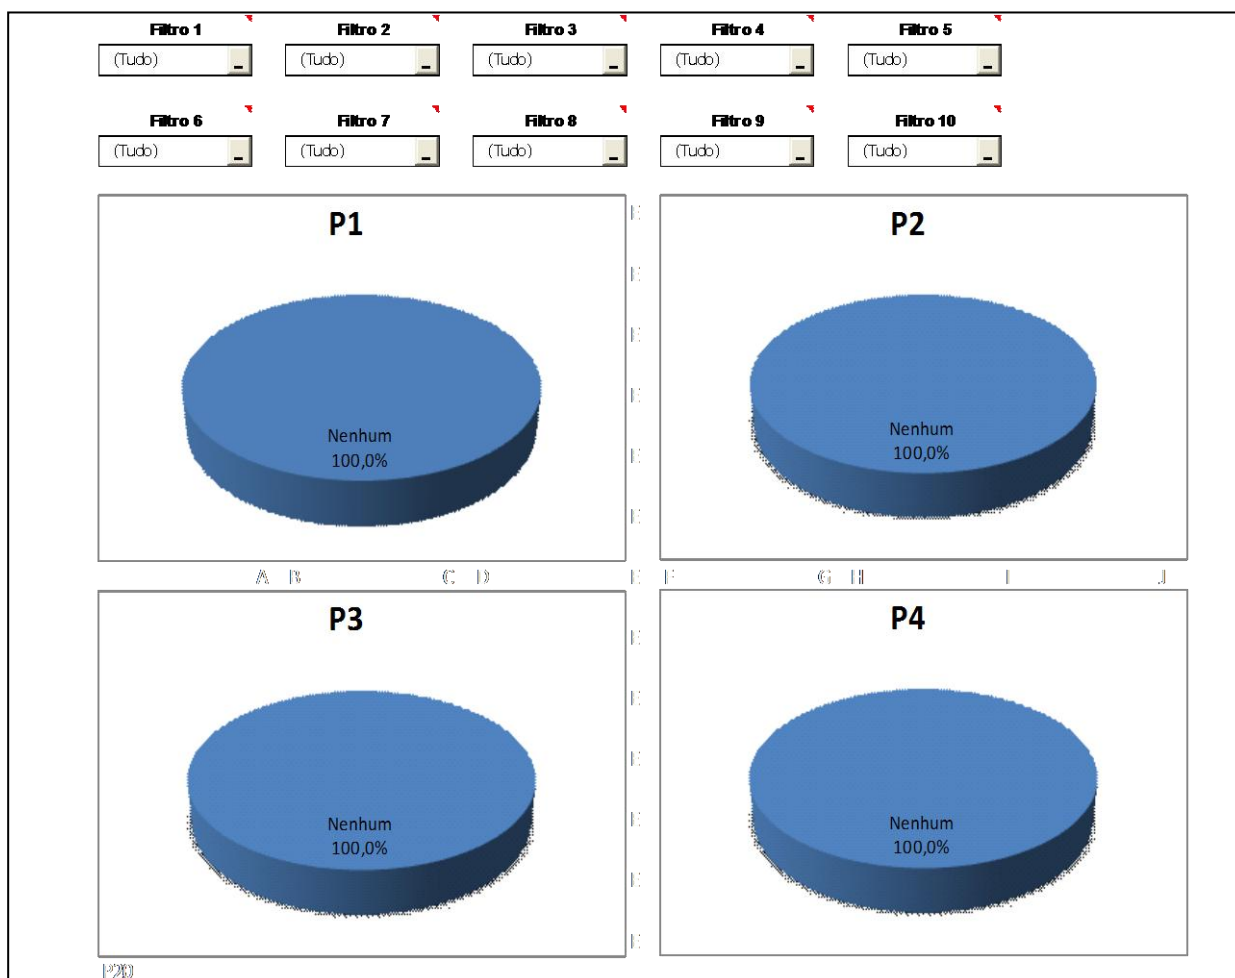 Filtro 1 Filtro 2 Filtro 3 Filtro 4 Filtro 5
(Tudo) (Tudo) (Tudo) (Tudo) (Tudo)
Filtro 6 Filtro 7 Filtro 8 Filtro 9 Filtro 10
(Tudo) (Tudo) (Tudo) (Tudo) (Tudo)
P1
Nenhum
100,0%
P2
Nenhum
100,0%
A B C D E F G H I J
P3
Nenhum
100,0%
P4
Nenhum
100,0%
P20